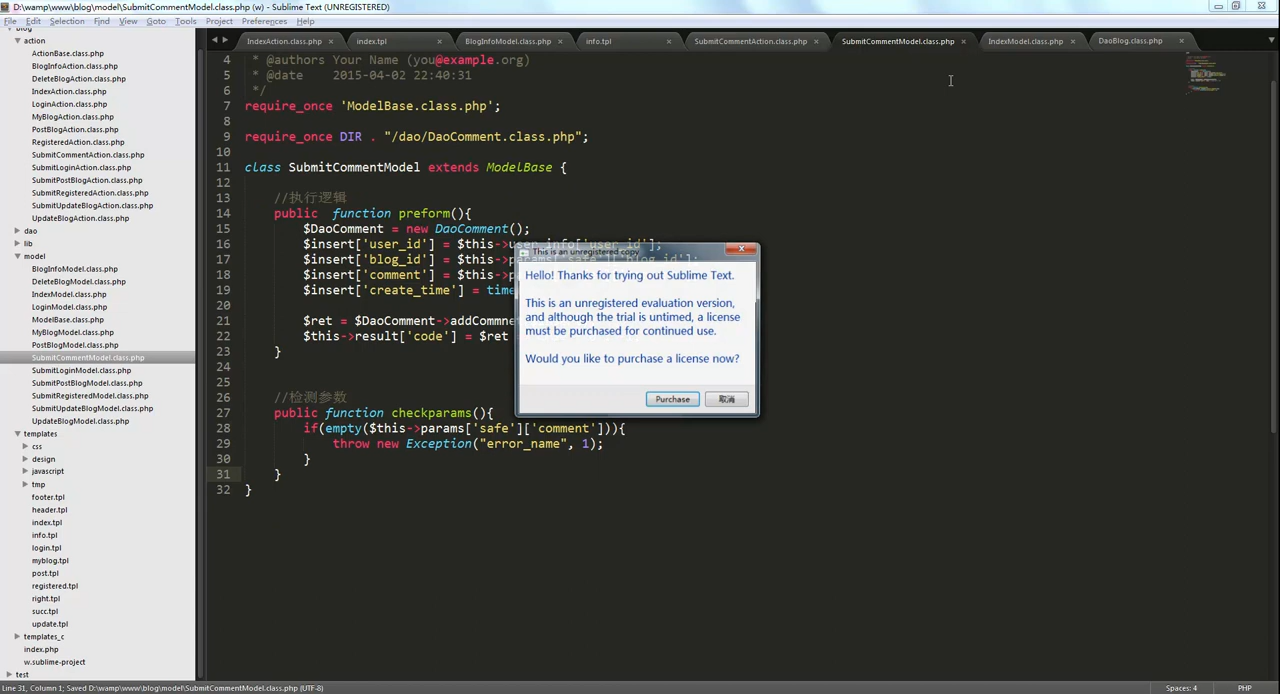 D:\wamp\www\blog\model\SubmitCommentModel.class.php (w) - Sublime Text (UNREGISTERED)
File Edit Selection Find View Goto Tools Project Preferences Help
blog
action
ActionBase.class.php
BlogInfoAction.class.php
DeleteBlogAction.class.php
IndexAction.class.php
LoginAction.class.php
MyBlogAction.class.php
PostBlogAction.class.php
RegisteredAction.class.php
SubmitCommentAction.class.php
SubmitLoginAction.class.php
SubmitPostBlogAction.class.php
SubmitRegisteredAction.class.php
SubmitUpdateBlogAction.class.php
UpdateBlogAction.class.php
dao
lib
model
BlogInfoModel.class.php
DeleteBlogModel.class.php
IndexModel.class.php
LoginModel.class.php
ModelBase.class.php
MyBlogModel.class.php
PostBlogModel.class.php
SubmitCommentModel.class.php
SubmitLoginModel.class.php
SubmitPostBlogModel.class.php
SubmitRegisteredModel.class.php
SubmitUpdateBlogModel.class.php
UpdateBlogModel.class.php
templates
css
design
javascript
tmp
footer.tpl
header.tpl
index.tpl
info.tpl
login.tpl
myblog.tpl
post.tpl
registered.tpl
right.tpl
succ.tpl
update.tpl
templates_c
index.php
w.sublime-project
test
IndexAction.class.php index.tpl BlogInfoModel.class.php info.tpl SubmitCommentAction.class.php SubmitCommentModel.class.php IndexModel.class.php DaoBlog.class.php
4 * @authors Your Name (you@example.org)
5 * @date 2015-04-02 22:40:31
6 */
7 require_once 'ModelBase.class.php';
8
9 require_once DIR . "/dao/DaoComment.class.php";
10
11 class SubmitCommentModel extends ModelBase {
12
13 //执行逻辑
14 public function preform(){
15 $DaoComment = new DaoComment();
16 $insert['user_id'] = $this->user_info['user_id'];
17 $insert['blog_id'] = $this->params['safe']['blog_id'];
18 $insert['comment'] = $this->
19 $insert['create_time'] = time
20
21 $ret = $DaoComment->addCommne
22 $this->result['code'] = $ret
23 }
24
25
26 //检测参数
27 public function checkparams(){
28 if(empty($this->params['safe']['comment'])){
29 throw new Exception("error_name", 1);
30 }
31 }
32 }
This is an unregistered copy
Hello! Thanks for trying out Sublime Text.
This is an unregistered evaluation version,
and although the trial is untimed, a license
must be purchased for continued use.
Would you like to purchase a license now?
Purchase 取消
Line 31, Column 1; Saved D:\wamp\www\blog\model\SubmitCommentModel.class.php (UTF-8) Spaces: 4 PHP